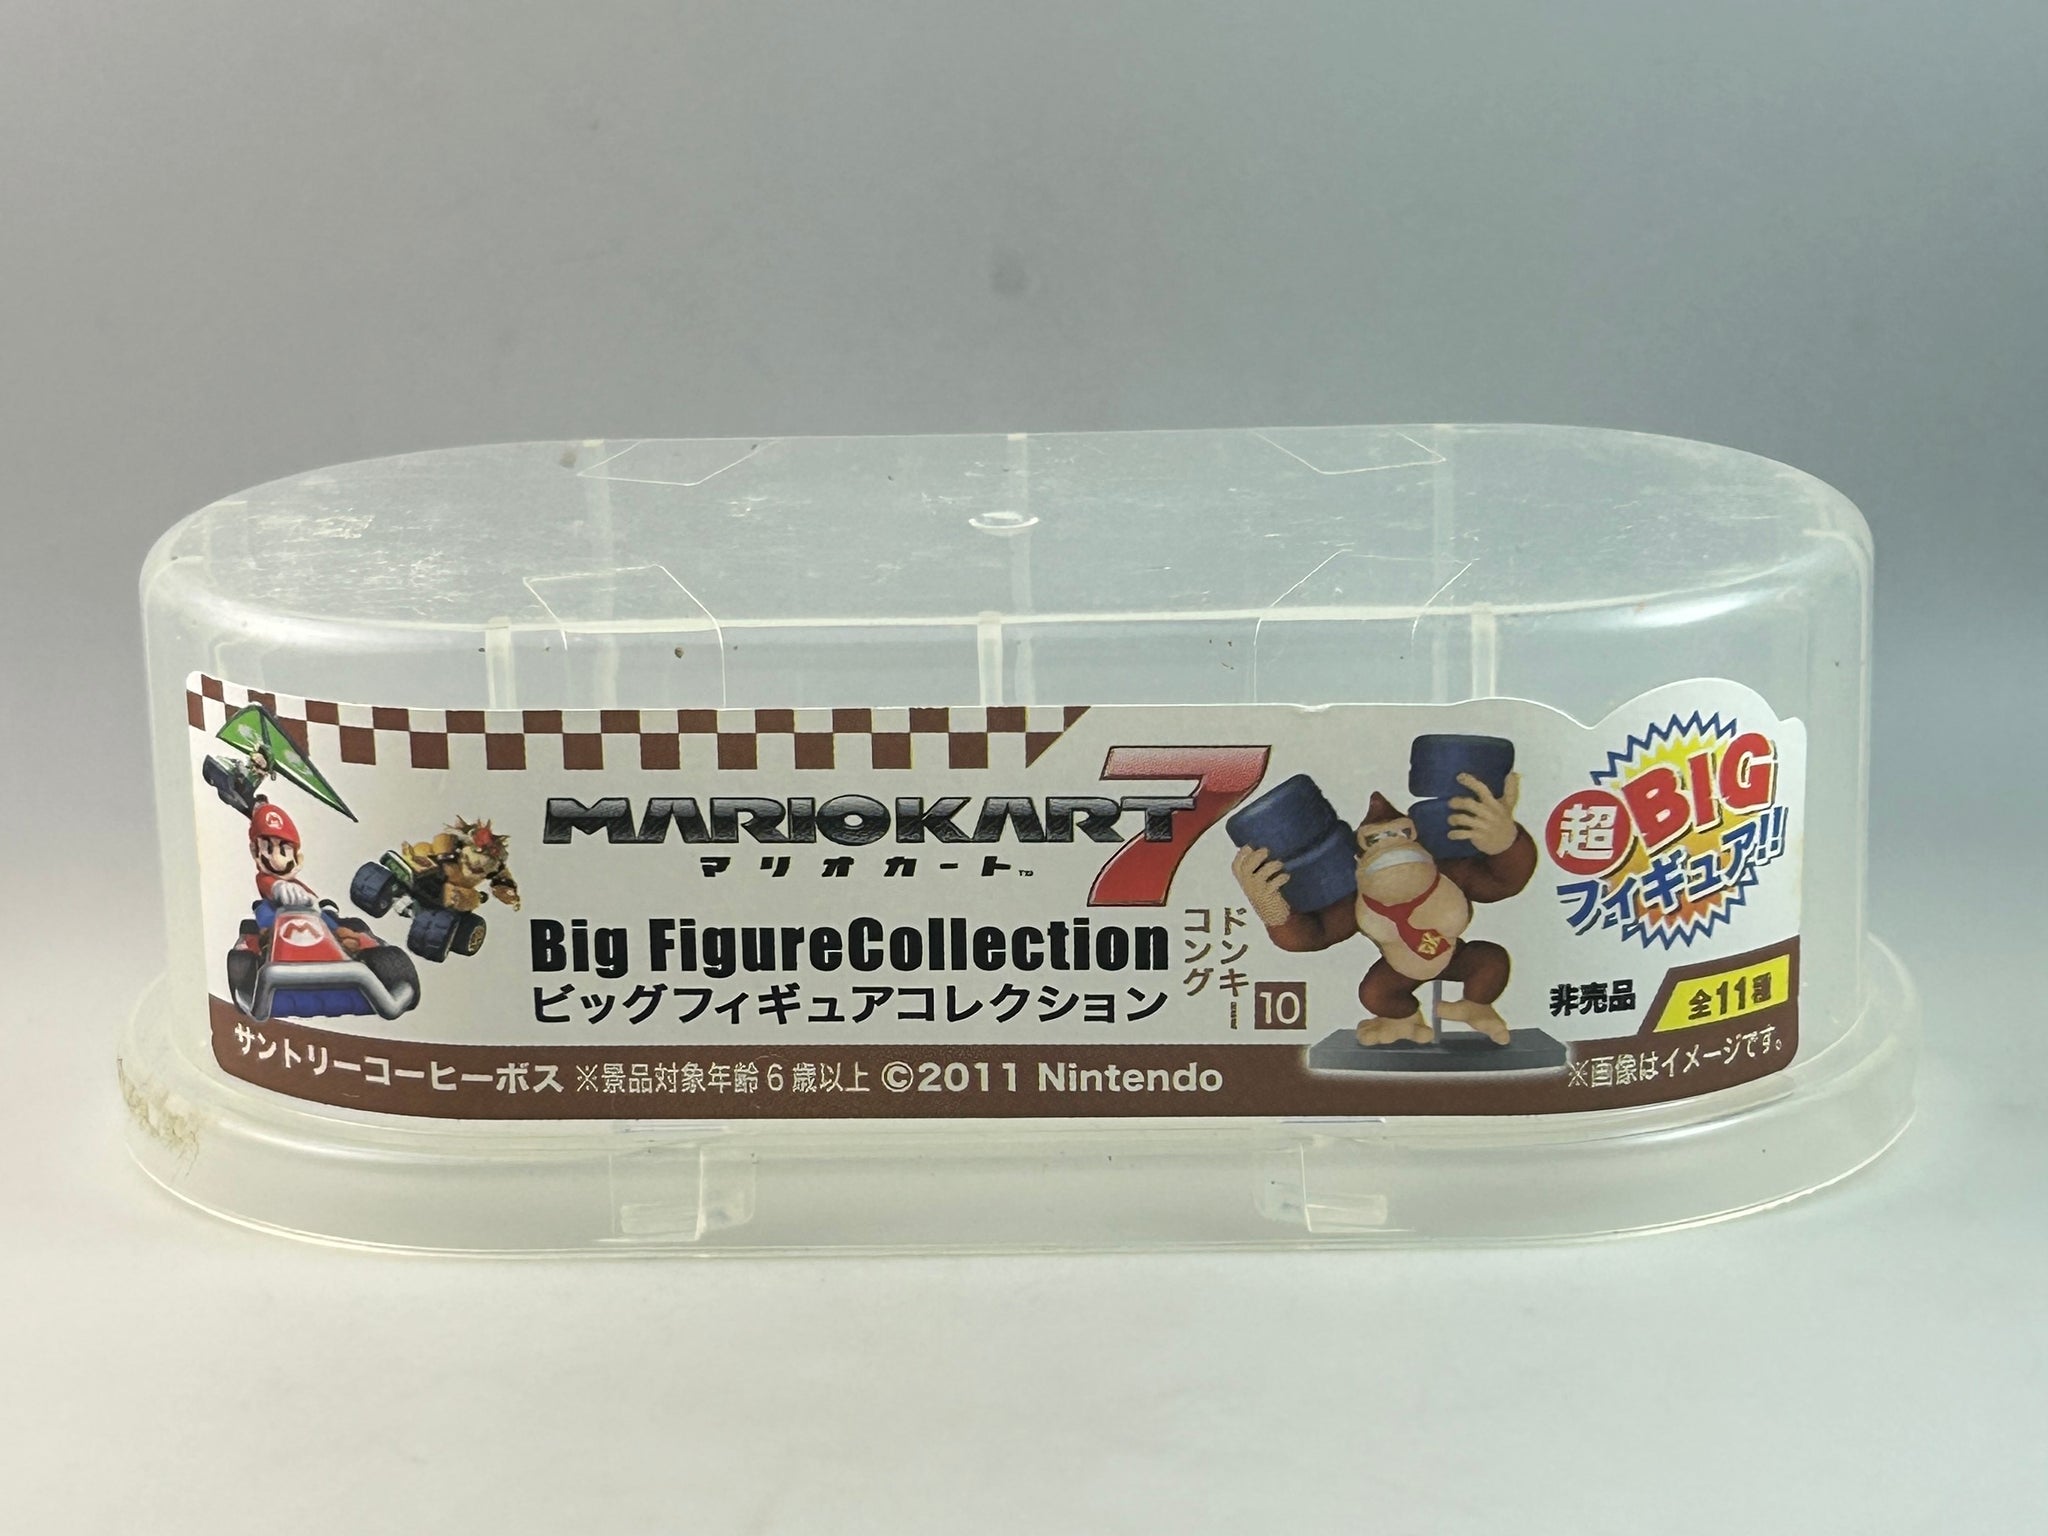 MARIOKART7
マリオカート™
Big FigureCollection
ビッグフィギュアコレクション
ドンキー
コング
10
超BIG
フィギュア!!
非売品
全11種
サントリーコーヒーボス ※景品対象年齢6歳以上 ©2011 Nintendo
※画像はイメージです。
M
M
DK